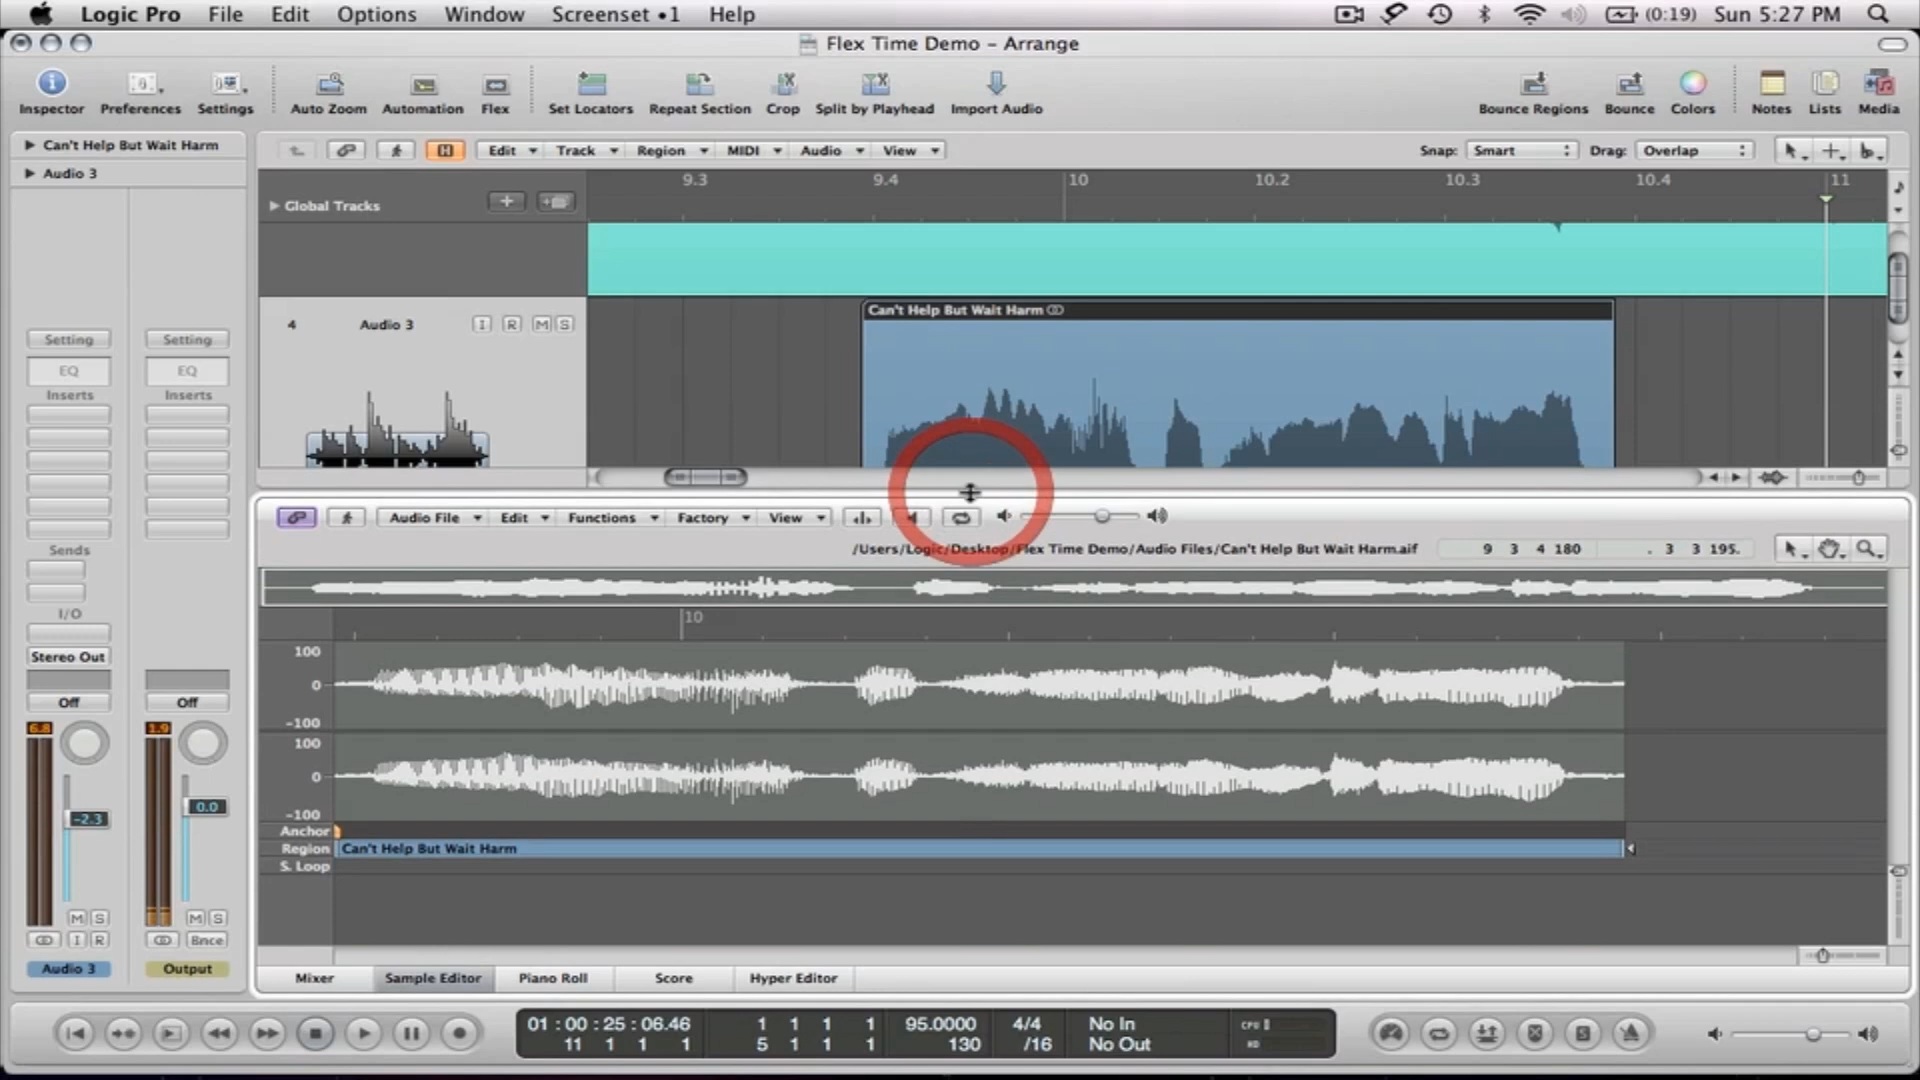 Logic Pro File Edit Options Window Screenset •1 Help (0:19) Sun 5:27 PM
Flex Time Demo – Arrange
Inspector Preferences Settings Auto Zoom Automation Flex Set Locators Repeat Section Crop Split by Playhead Import Audio Bounce Regions Bounce Colors Notes Lists Media
Can't Help But Wait Harm
Edit Track Region MIDI Audio View Snap: Smart Drag: Overlap
Audio 3
9.3 9.4 10 10.2 10.3 10.4 11
Global Tracks
Can't Help But Wait Harm
4 Audio 3 I R M S
Setting Setting
EQ EQ
Inserts Inserts
Audio File Edit Functions Factory View
/Users/Logic/Desktop/Flex Time Demo/Audio Files/Can't Help But Wait Harm.aif 9 3 4 180 . 3 3 195.
Sends
I/O
10
Stereo Out
100
0
-100
Off Off
6.8 1.9
100
0
-100
-2.3 0.0
Anchor
Region Can't Help But Wait Harm
S. Loop
M S M S
I R Bnce
Audio 3 Output
Mixer Sample Editor Piano Roll Score Hyper Editor
01 : 00 : 25 : 06.46 1 1 1 1 95.0000 4/4 No In CPU
11 1 1 1 5 1 1 1 130 /16 No Out HD